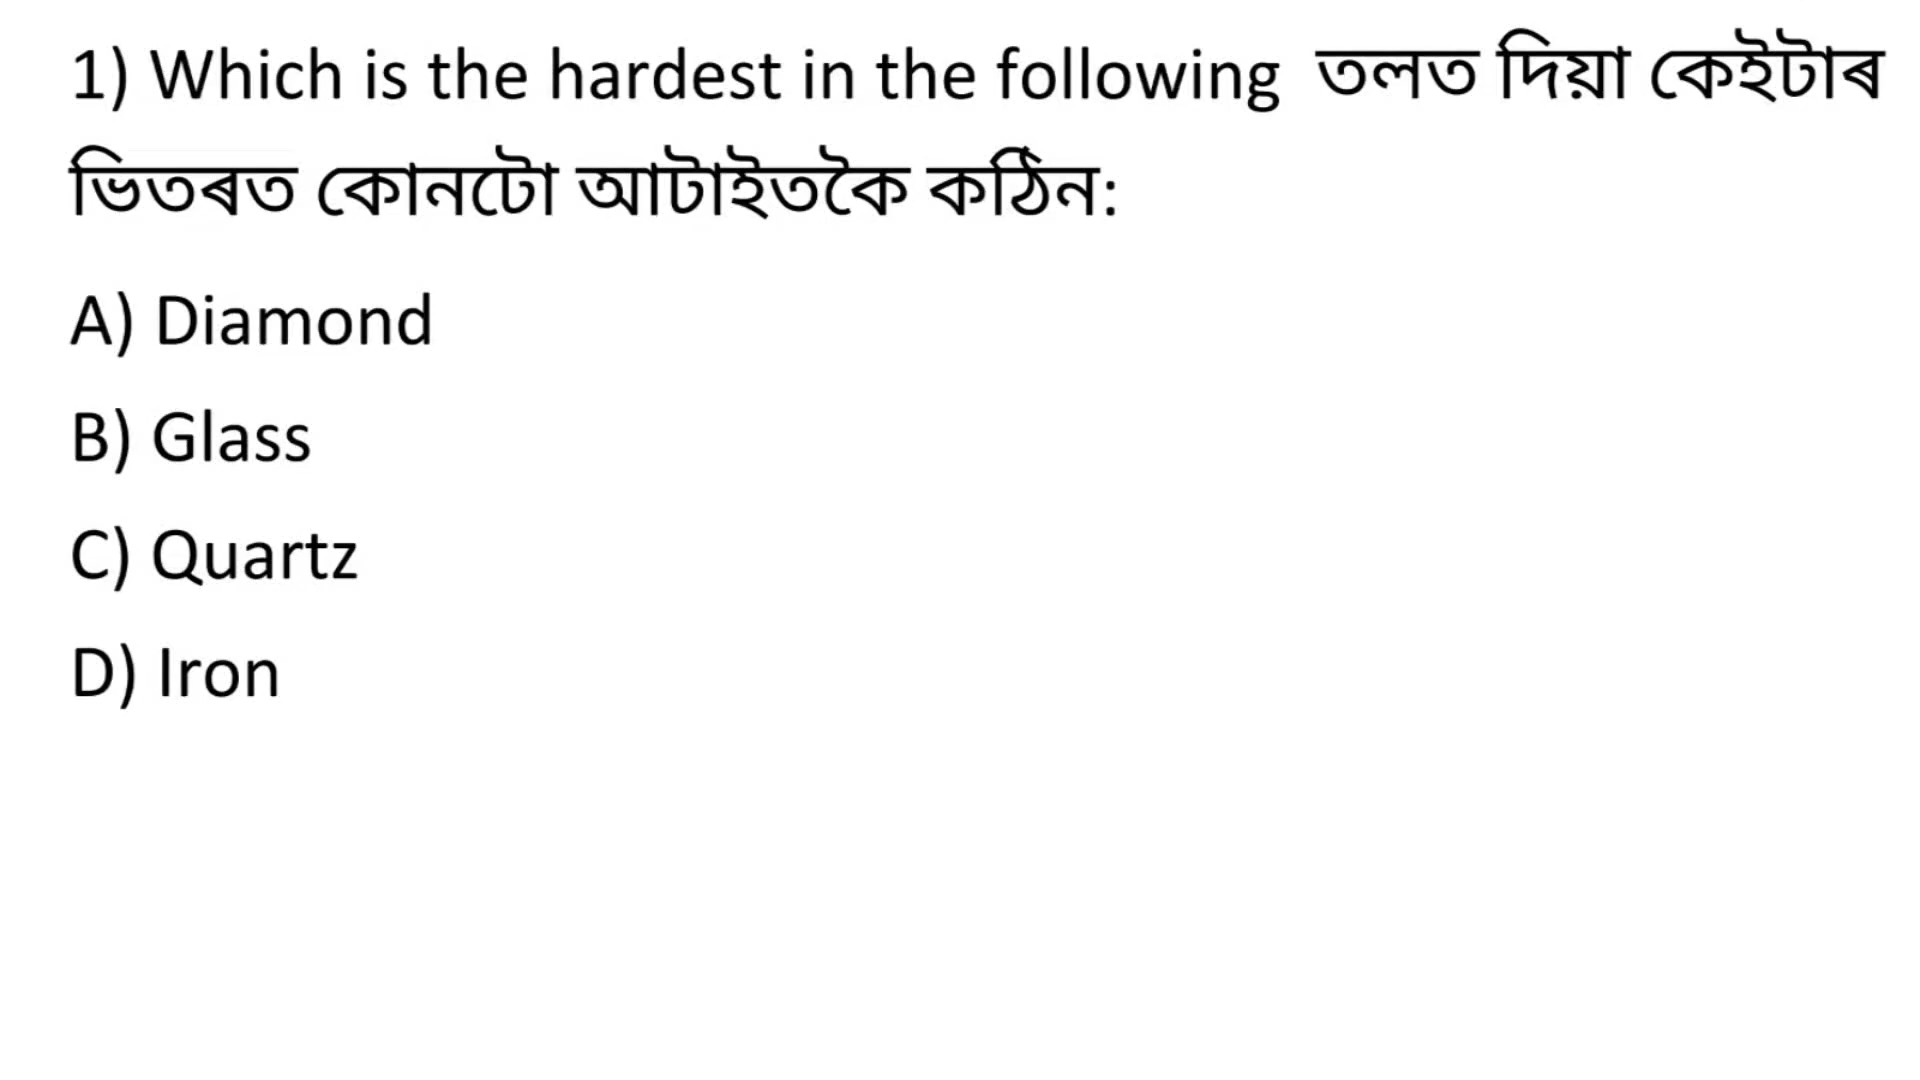 1) Which is the hardest in the following তলত দিয়া কেইটাৰ
ভিতৰত কোনটো আটাইতকৈ কঠিন:
A) Diamond
B) Glass
C) Quartz
D) Iron